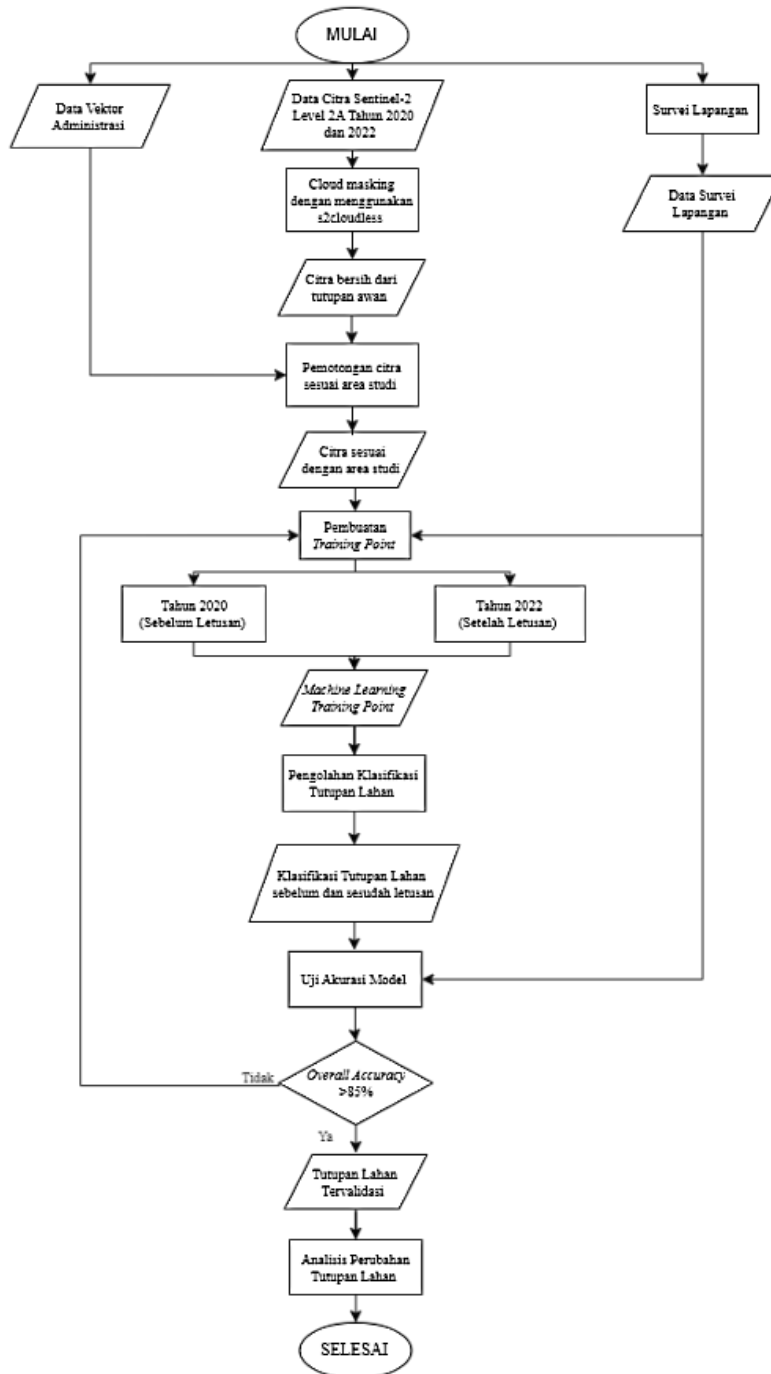 MULAI
Data Vektor
Administrasi
Data Citra Sentinel-2
Level 2A Tahun 2020
dan 2022
Survei Lapangan
Cloud masking
dengan menggunakan
s2cloudless
Data Survei
Lapangan
Citra bersih dari
tutupan awan
Pemotongan citra
sesuai area studi
Citra sesuai
dengan area studi
Pembuatan
Training Point
Tahun 2020
(Sebelum Letusan)
Tahun 2022
(Setelah Letusan)
Machine Learning
Training Point
Pengolahan Klasifikasi
Tutupan Lahan
Klasifikasi Tutupan Lahan
sebelum dan sesudah letusan
Uji Akurasi Model
Tidak
Overall Accuracy
>85%
Ya
Tutupan Lahan
Tervalidasi
Analisis Perubahan
Tutupan Lahan
SELESAI